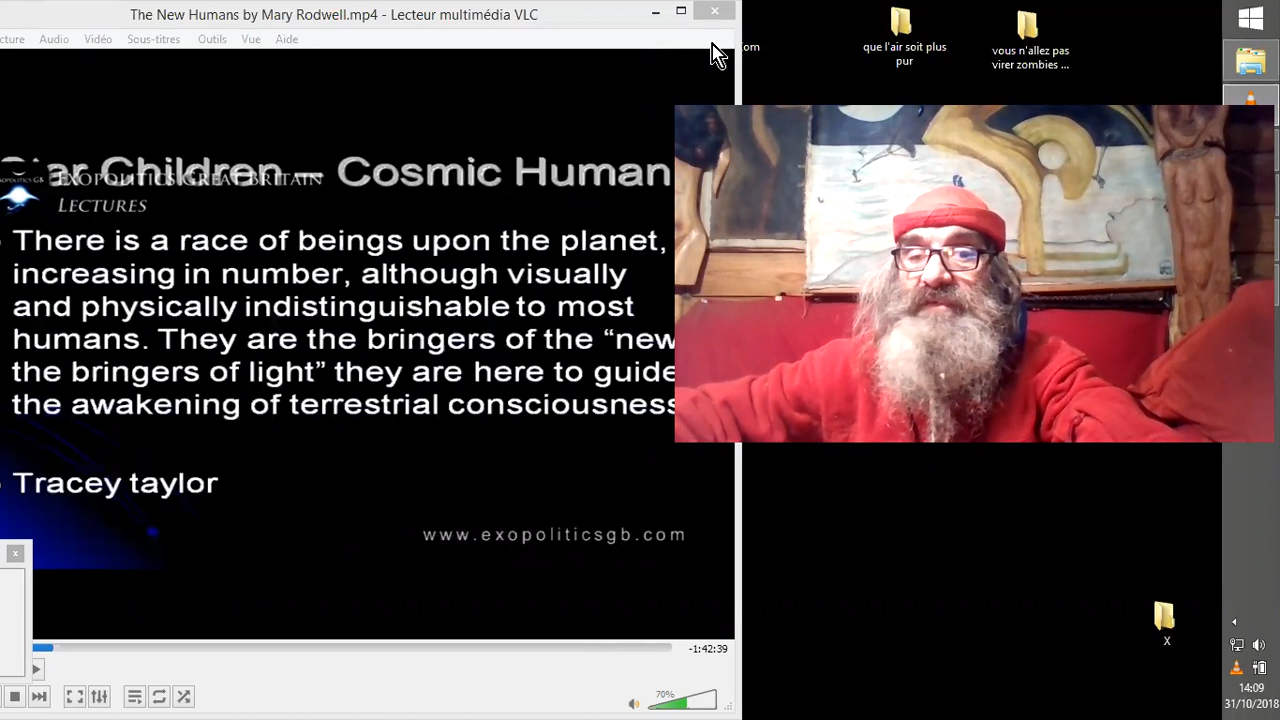 The New Humans by Mary Rodwell.mp4 - Lecteur multimédia VLC
cture Audio Vidéo Sous-titres Outils Vue Aide
Com
que l'air soit plus
pur
vous n'allez pas
virer zombies ...
ar Children – Cosmic Human
EXOPOLITICS GREAT BRITAIN
LECTURES
There is a race of beings upon the planet,
increasing in number, although visually
and physically indistinguishable to most
humans. They are the bringers of the “new
the bringers of light” they are here to guide
the awakening of terrestrial consciousness
Tracey taylor
www.exopoliticsgb.com
-1:42:39
70%
X
14:09
31/10/2018